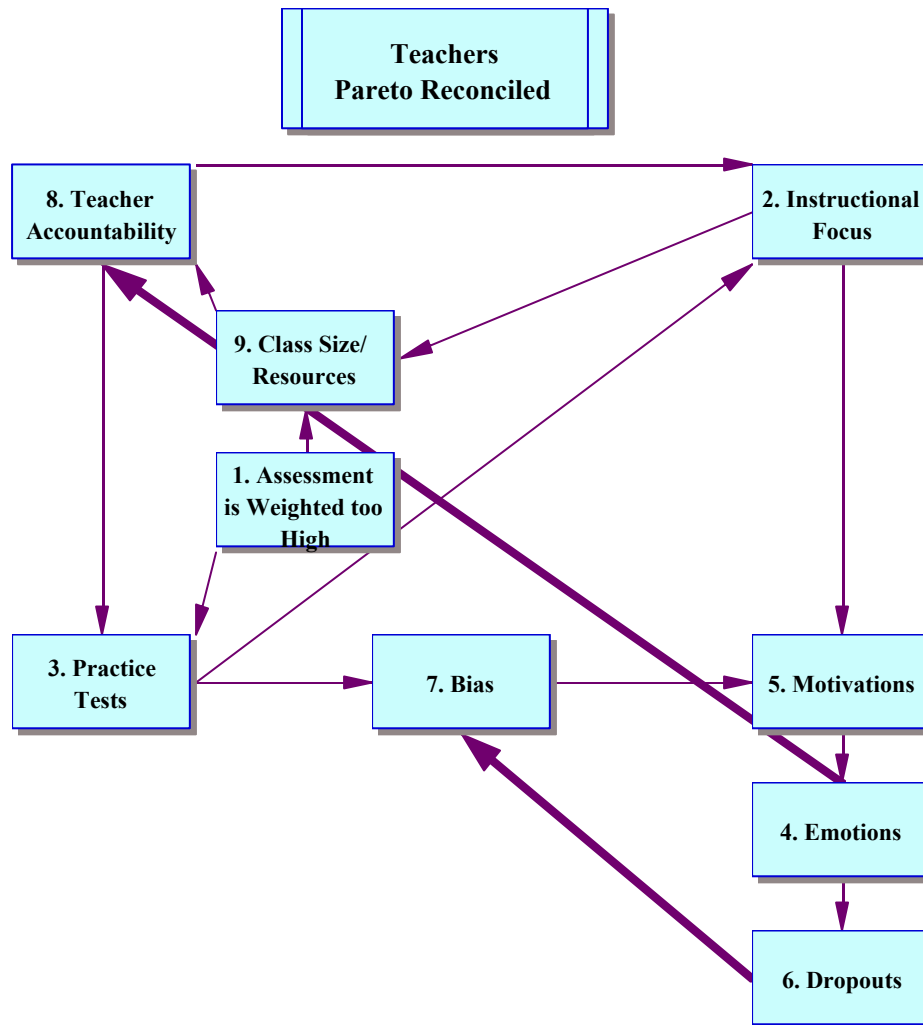 Teachers
Pareto Reconciled
8. Teacher
Accountability
2. Instructional
Focus
9. Class Size/
Resources
1. Assessment
is Weighted too
High
3. Practice
Tests
7. Bias
5. Motivations
4. Emotions
6. Dropouts